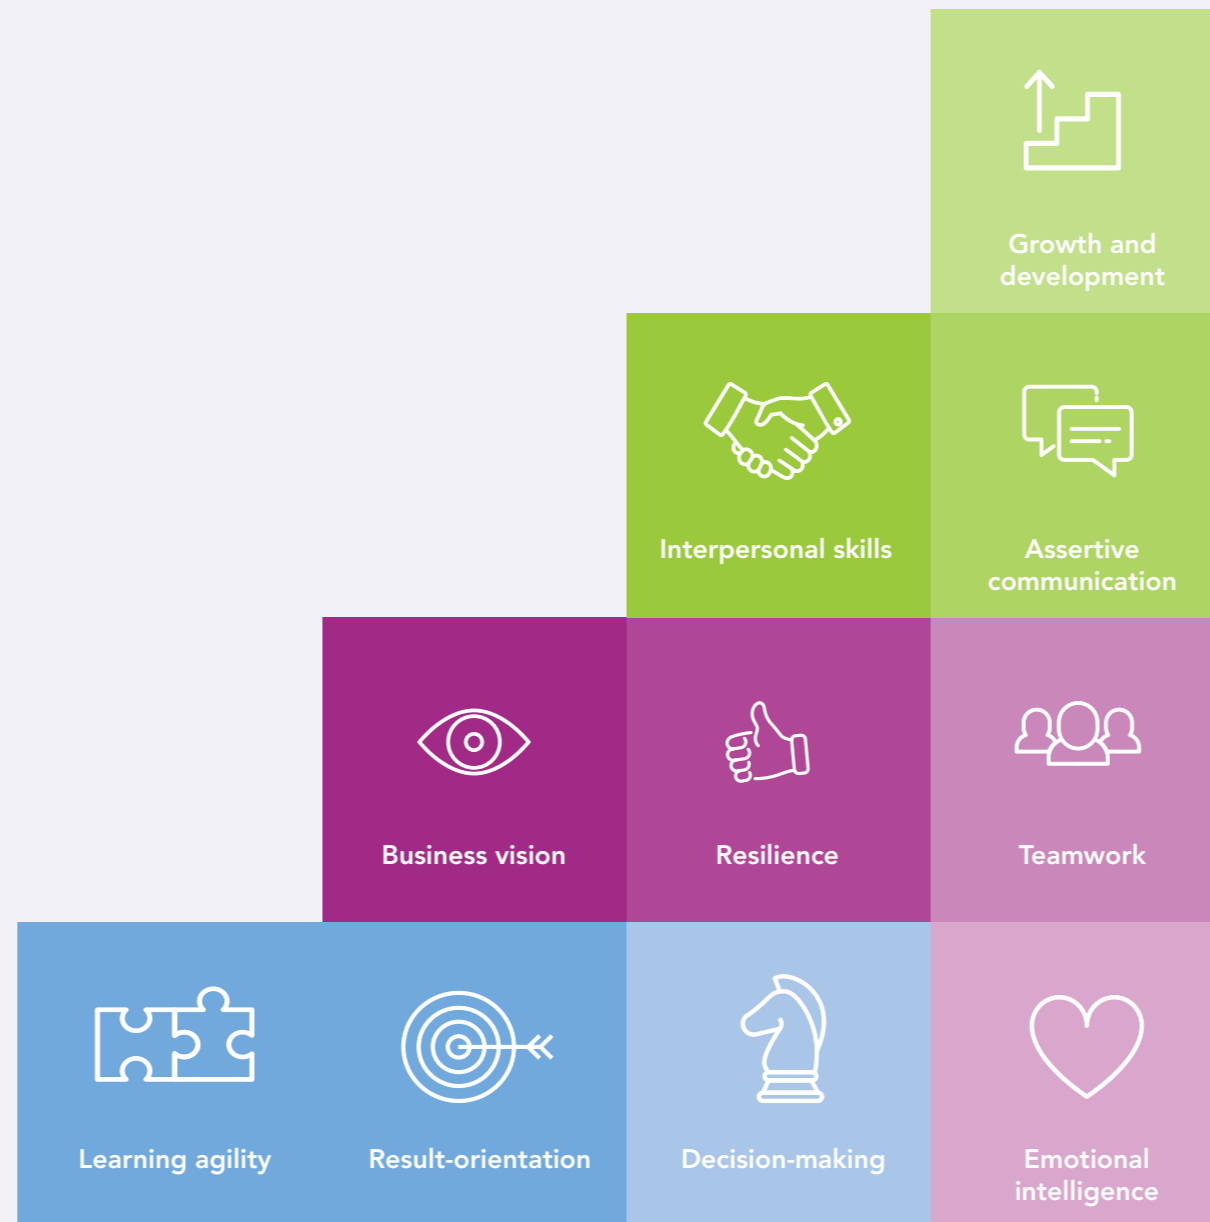 Growth and
development
Interpersonal skills
Assertive
communication
Business vision
Resilience
Teamwork
Learning agility
Result-orientation
Decision-making
Emotional
intelligence